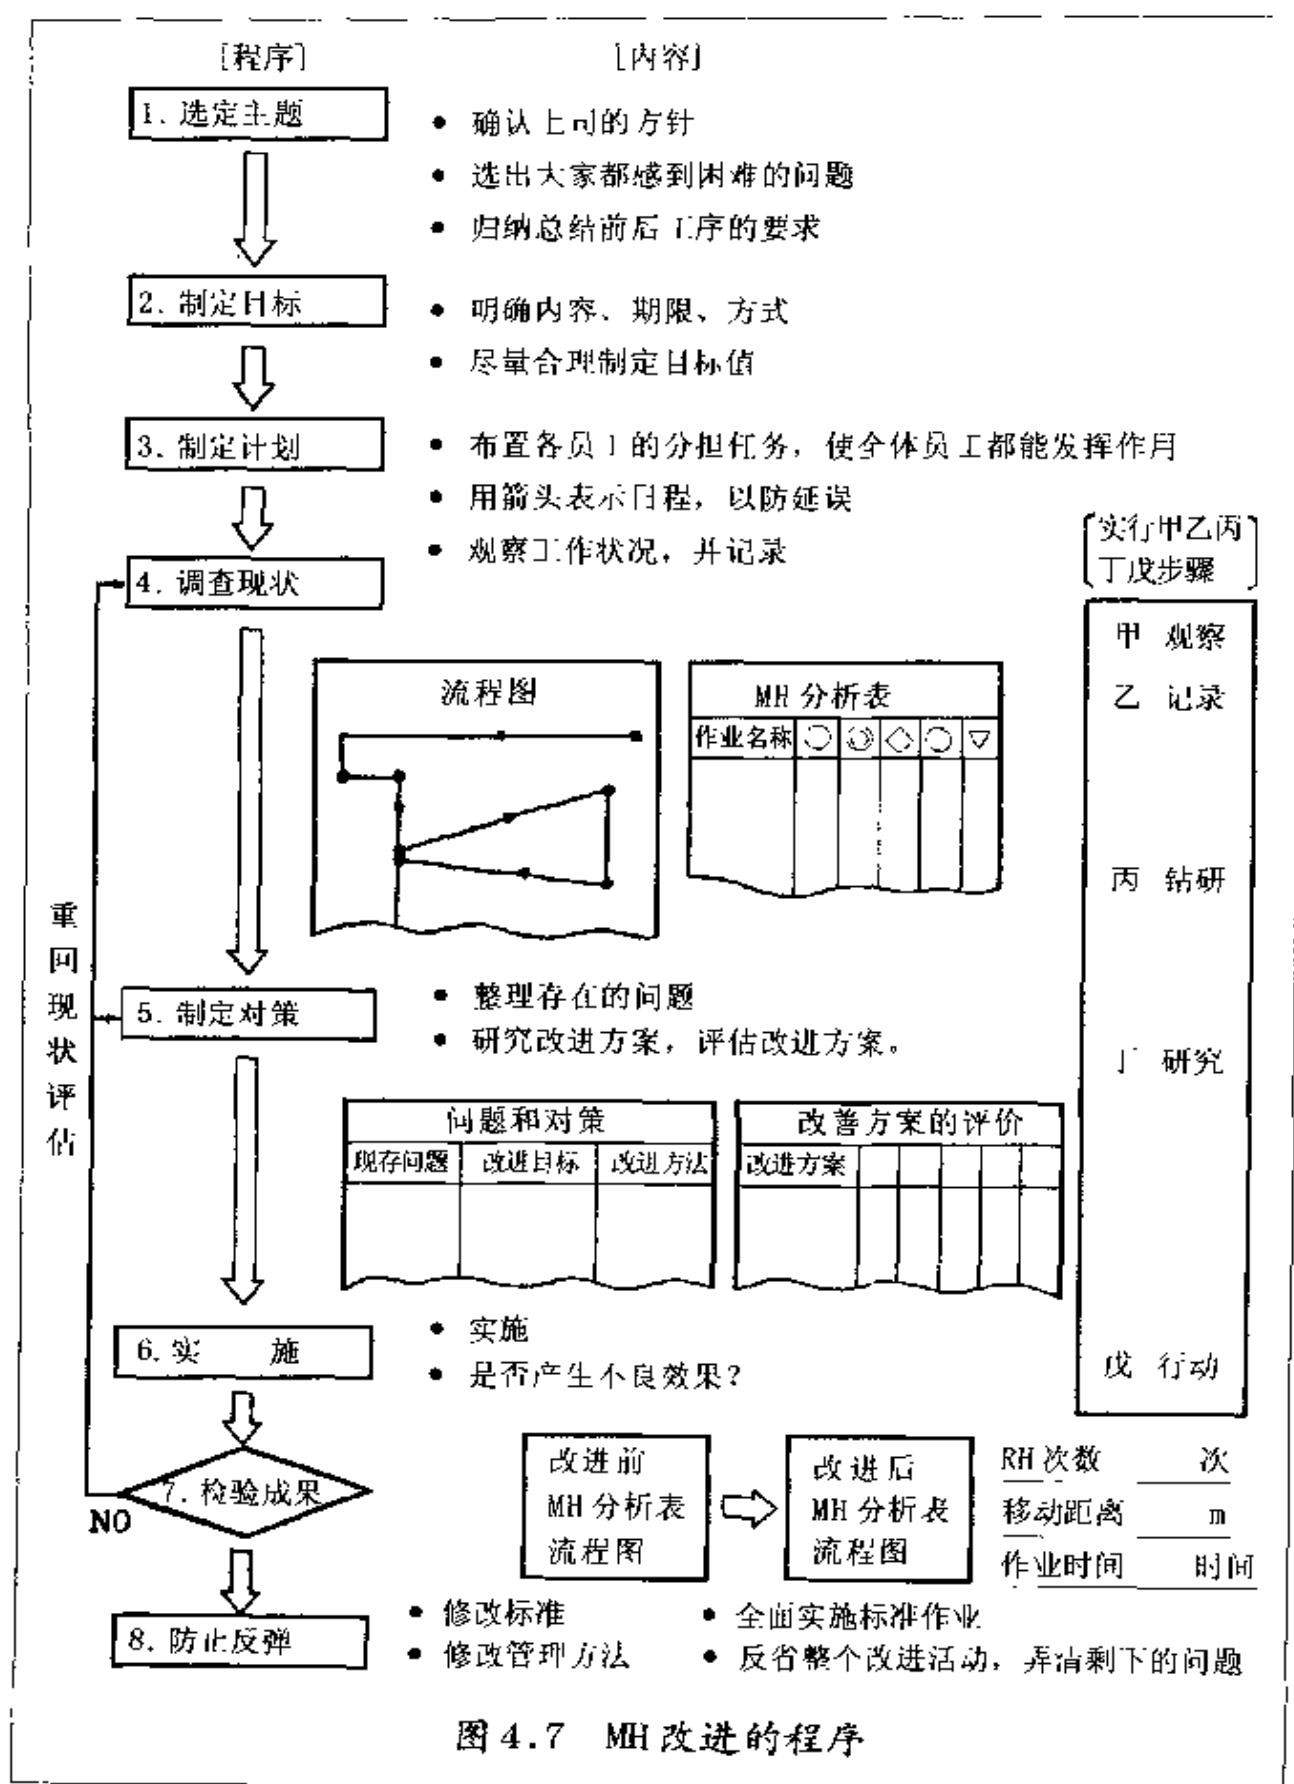 [程序]
[内容]
1. 选定主题
• 确认上司的方针
• 选出大家都感到困难的问题
• 归纳总结前后工序的要求
2. 制定目标
• 明确内容、期限、方式
• 尽量合理制定目标值
3. 制定计划
• 布置各员工的分担任务，使全体员工都能发挥作用
• 用箭头表示日程，以防延误
• 观察工作状况，并记录
4. 调查现状
实行甲乙丙
丁戊步骤
甲 观察
乙 记录
丙 钻研
丁 研究
戊 行动
流程图
MH 分析表
作业名称
重回现状评估
5. 制定对策
• 整理存在的问题
• 研究改进方案，评估改进方案。
问题和对策
现存问题 改进目标 改进方法
改善方案的评价
改进方案
6. 实 施
• 实施
• 是否产生不良效果？
7. 检验成果
NO
改进前
MH 分析表
流程图
改进后
MH 分析表
流程图
RH 次数 次
移动距离 m
作业时间 时间
8. 防止反弹
• 修改标准
• 修改管理方法
• 全面实施标准作业
• 反省整个改进活动，弄清剩下的问题
图 4.7 MH 改进的程序